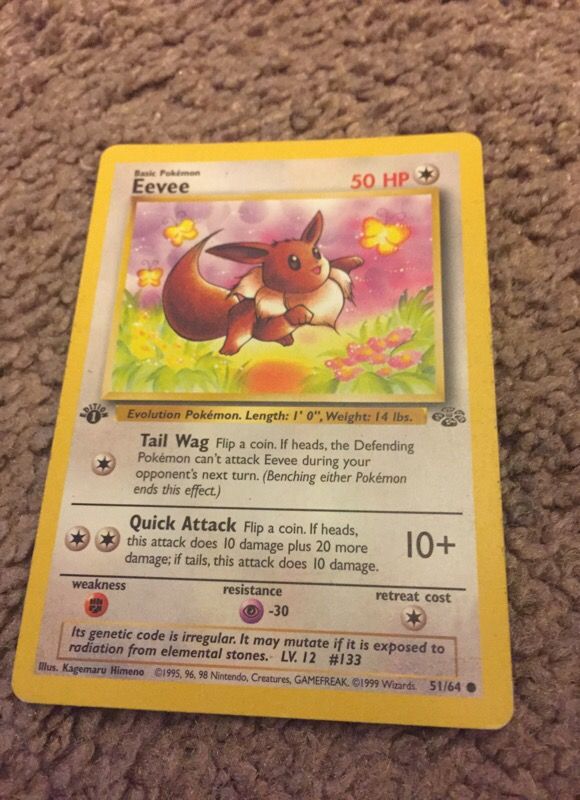 Basic Pokémon
Eevee
50 HP
EDITION
1
Evolution Pokémon. Length: 1' 0", Weight: 14 lbs.
Tail Wag Flip a coin. If heads, the Defending
Pokémon can't attack Eevee during your
opponent's next turn. (Benching either Pokémon
ends this effect.)
Quick Attack Flip a coin. If heads,
this attack does 10 damage plus 20 more
damage; if tails, this attack does 10 damage.
10+
weakness
resistance
retreat cost
-30
Its genetic code is irregular. It may mutate if it is exposed to
radiation from elemental stones. LV. 12 #133
Illus. Kagemaru Himeno ©1995, 96, 98 Nintendo, Creatures, GAMEFREAK. ©1999 Wizards. 51/64